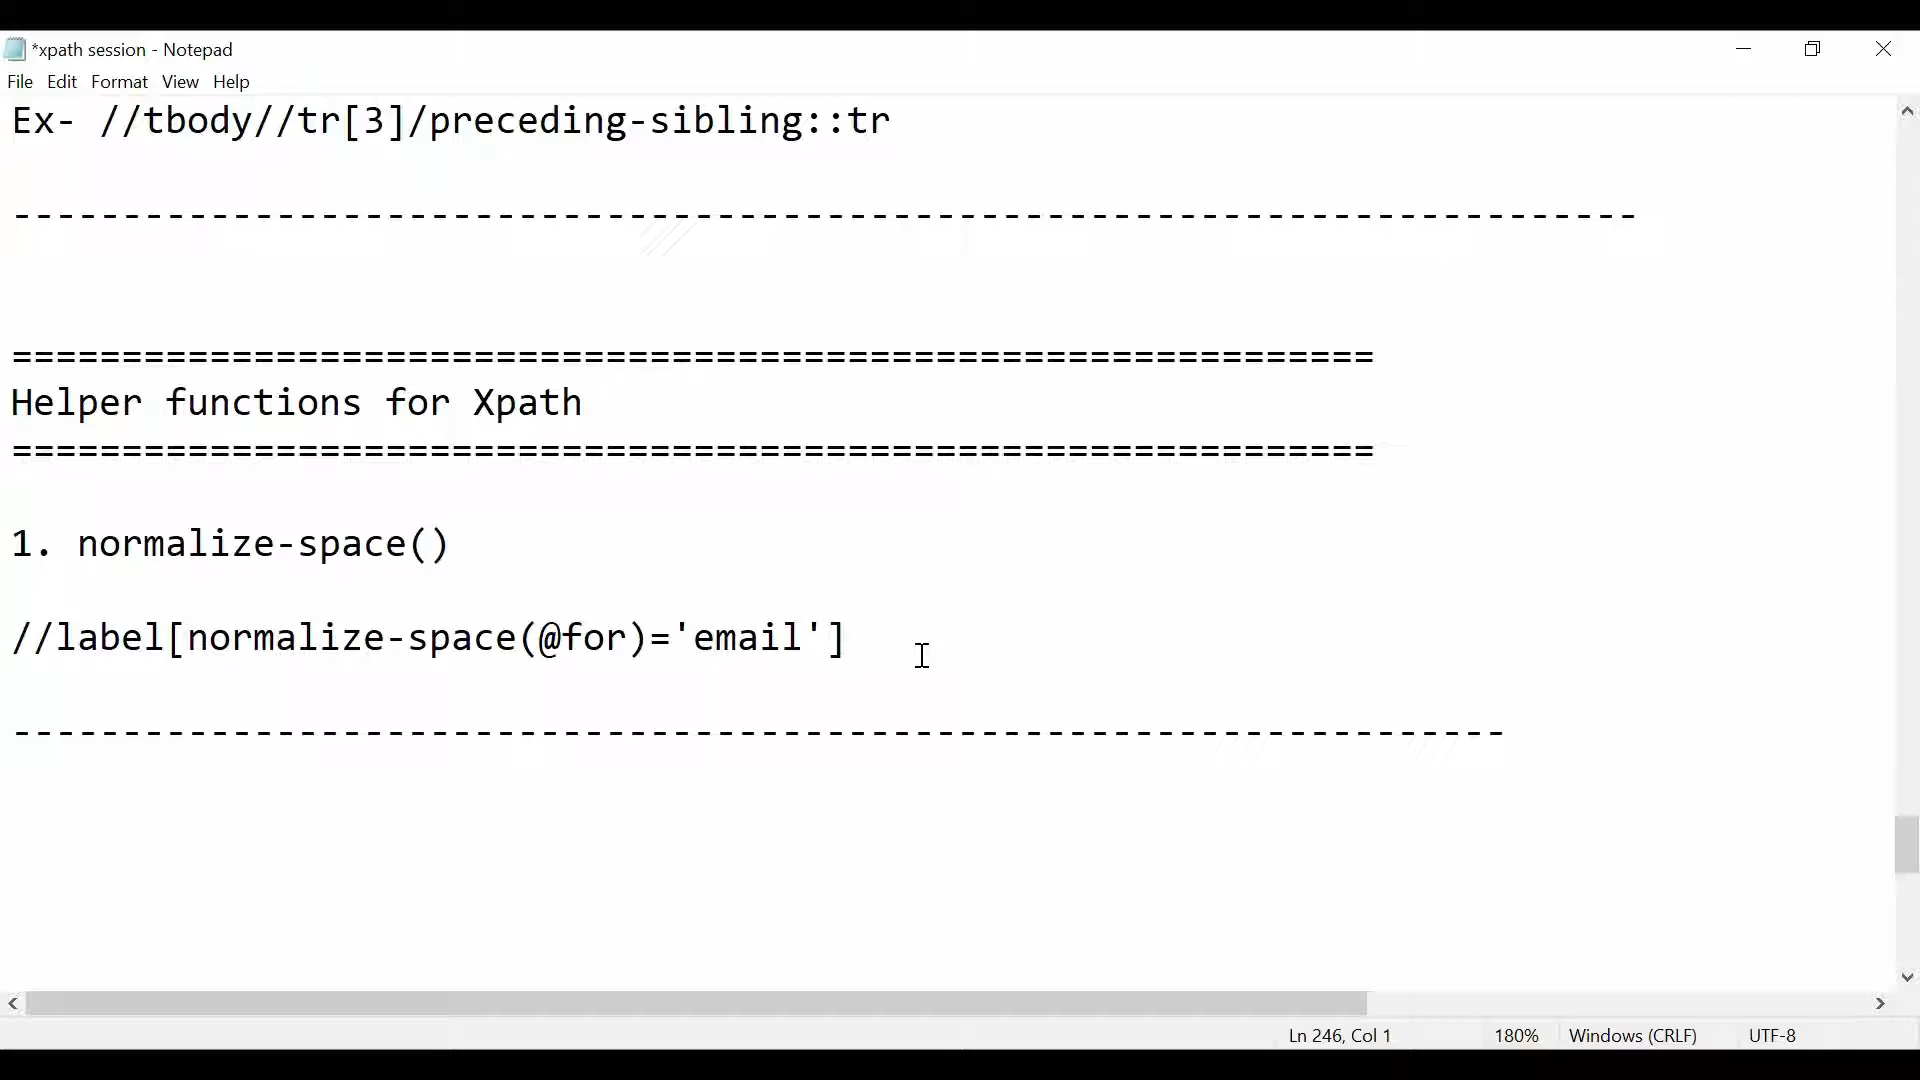 *xpath session - Notepad
File Edit Format View Help
Ex- //tbody//tr[3]/preceding-sibling::tr
--------------------------------------------------------------------------
==============================================================
Helper functions for Xpath
==============================================================
1. normalize-space()
//label[normalize-space(@for)='email']
--------------------------------------------------------------------
Ln 246, Col 1 180% Windows (CRLF) UTF-8